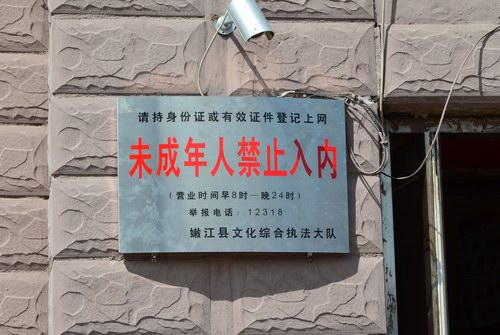 请持身份证或有效证件登记上网
未成年人禁止入内
(营业时间早8时—晚24时)
举报电话：12318
嫩江县文化综合执法大队